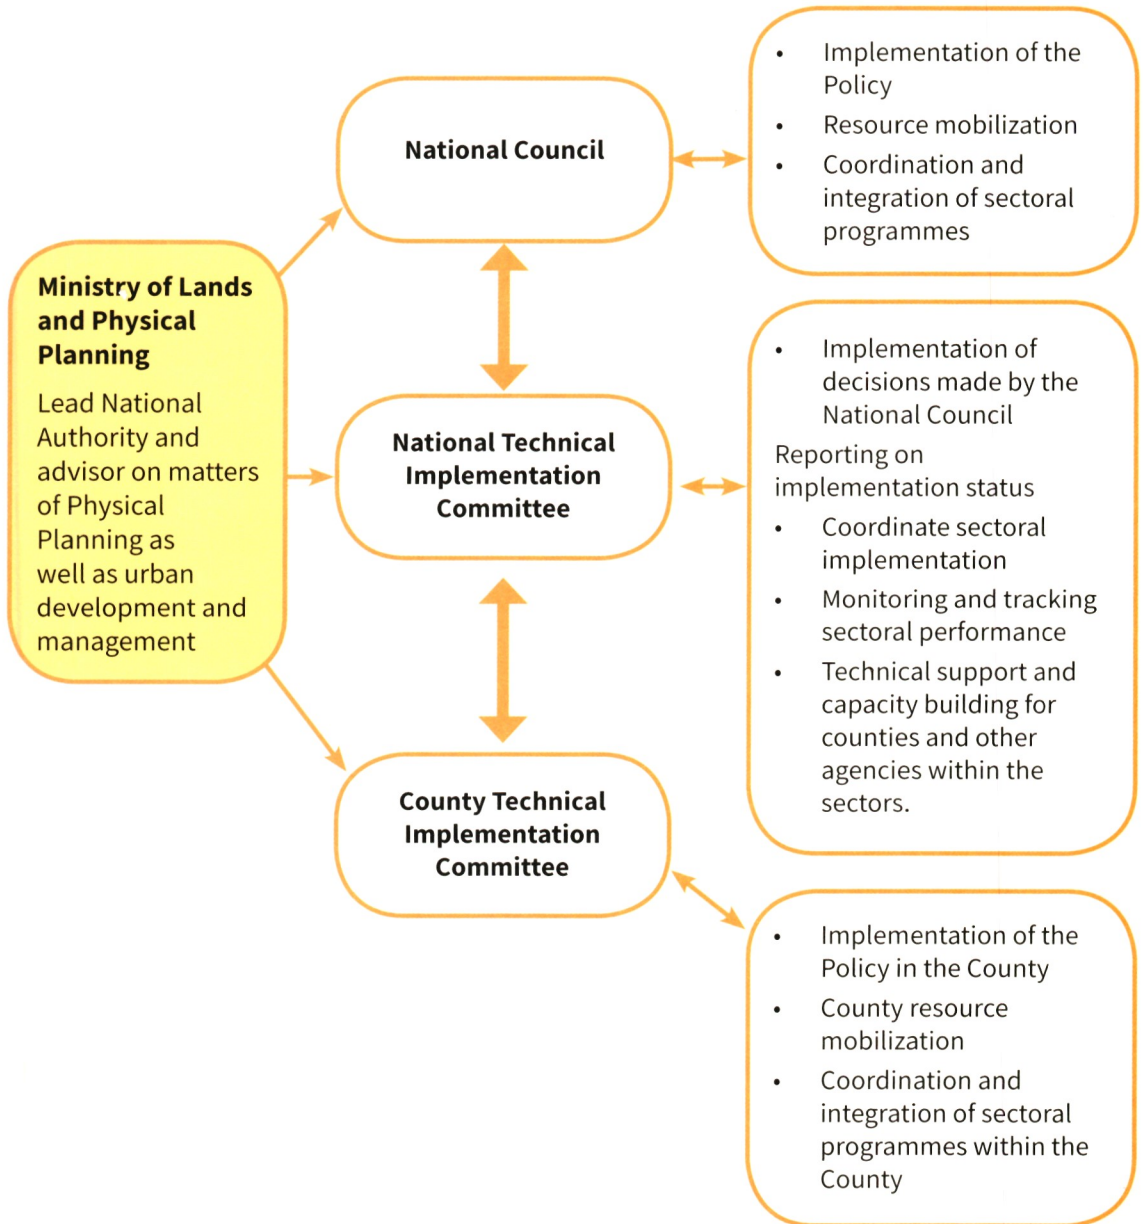 Ministry of Lands
and Physical
Planning
Lead National
Authority and
advisor on matters
of Physical
Planning as
well as urban
development and
management
National Council
• Implementation of the
Policy
• Resource mobilization
• Coordination and
integration of sectoral
programmes
National Technical
Implementation
Committee
• Implementation of
decisions made by the
National Council
Reporting on
implementation status
• Coordinate sectoral
implementation
• Monitoring and tracking
sectoral performance
• Technical support and
capacity building for
counties and other
agencies within the
sectors.
County Technical
Implementation
Committee
• Implementation of the
Policy in the County
• County resource
mobilization
• Coordination and
integration of sectoral
programmes within the
County